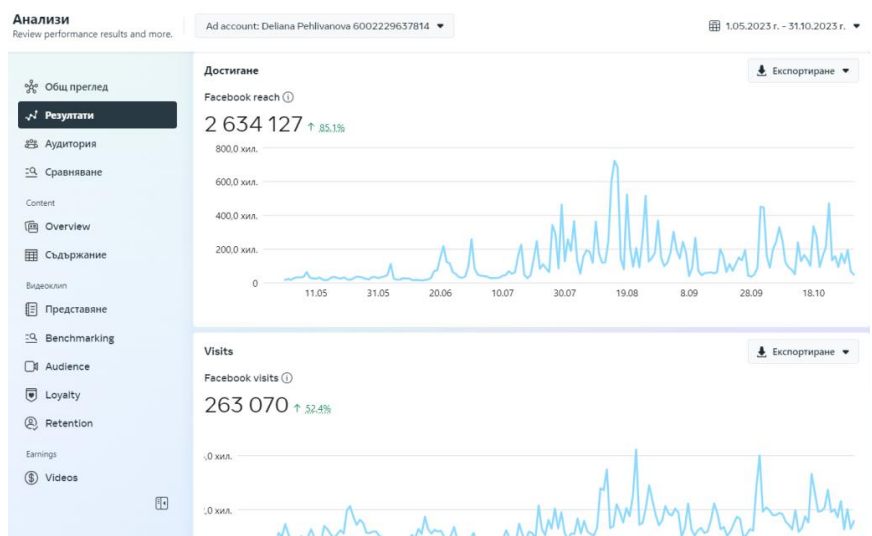 Анализи
Review performance results and more.
Ad account: Deliana Pehlivanova 6002229637814
1.05.2023 г. - 31.10.2023 г.
Общ преглед
Резултати
Аудитория
Сравняване
Content
Overview
Съдържание
Видеоклип
Представяне
Benchmarking
Audience
Loyalty
Retention
Earnings
Videos
Достигане
Експортиране
Facebook reach
2 634 127 ↑ 85.1%
800,0 хил.
600,0 хил.
400,0 хил.
200,0 хил.
0
11.05 31.05 20.06 10.07 30.07 19.08 8.09 28.09 18.10
Visits
Експортиране
Facebook visits
263 070 ↑ 52.4%
,0 хил.
,0 хил.